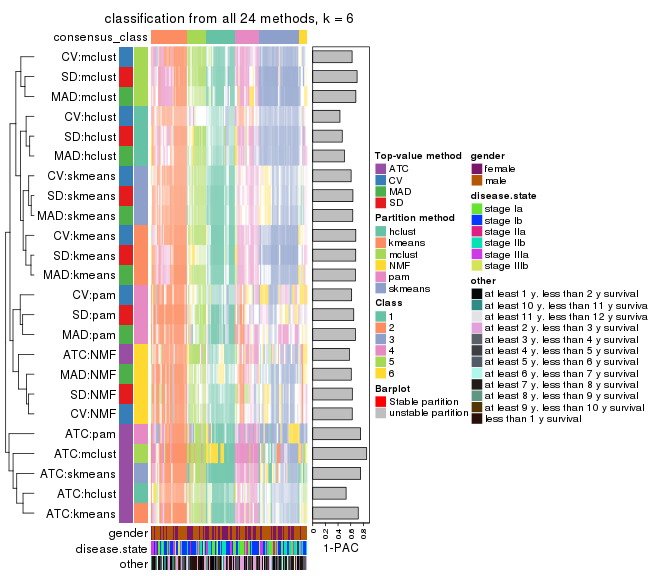 classification from all 24 methods, k = 6
consensus_class
CV:mclust
SD:mclust
MAD:mclust
CV:hclust
SD:hclust
MAD:hclust
CV:skmeans
SD:skmeans
MAD:skmeans
CV:kmeans
SD:kmeans
MAD:kmeans
CV:pam
SD:pam
MAD:pam
ATC:NMF
MAD:NMF
SD:NMF
CV:NMF
ATC:pam
ATC:mclust
ATC:skmeans
ATC:hclust
ATC:kmeans
gender
disease.state
other
0
0.2
0.4
0.6
0.8
1-PAC
Top-value method
ATC
CV
MAD
SD
Partition method
hclust
kmeans
mclust
NMF
pam
skmeans
Class
1
2
3
4
5
6
Barplot
Stable partition
unstable partition
gender
female
male
disease.state
stage Ia
stage Ib
stage IIa
stage IIb
stage IIIa
stage IIIb
other
at least 1 y. less than 2 y survival
at least 10 y. less than 11 y surviva
at least 11 y. less than 12 y surviva
at least 2 y. less than 3 y survival
at least 3 y. less than 4 y survival
at least 4 y. less than 5 y survival
at least 5 y. less than 6 y survival
at least 6 y. less than 7 y survival
at least 7 y. less than 8 y survival
at least 8 y. less than 9 y survival
at least 9 y. less than 10 y surviva
less than 1 y survival